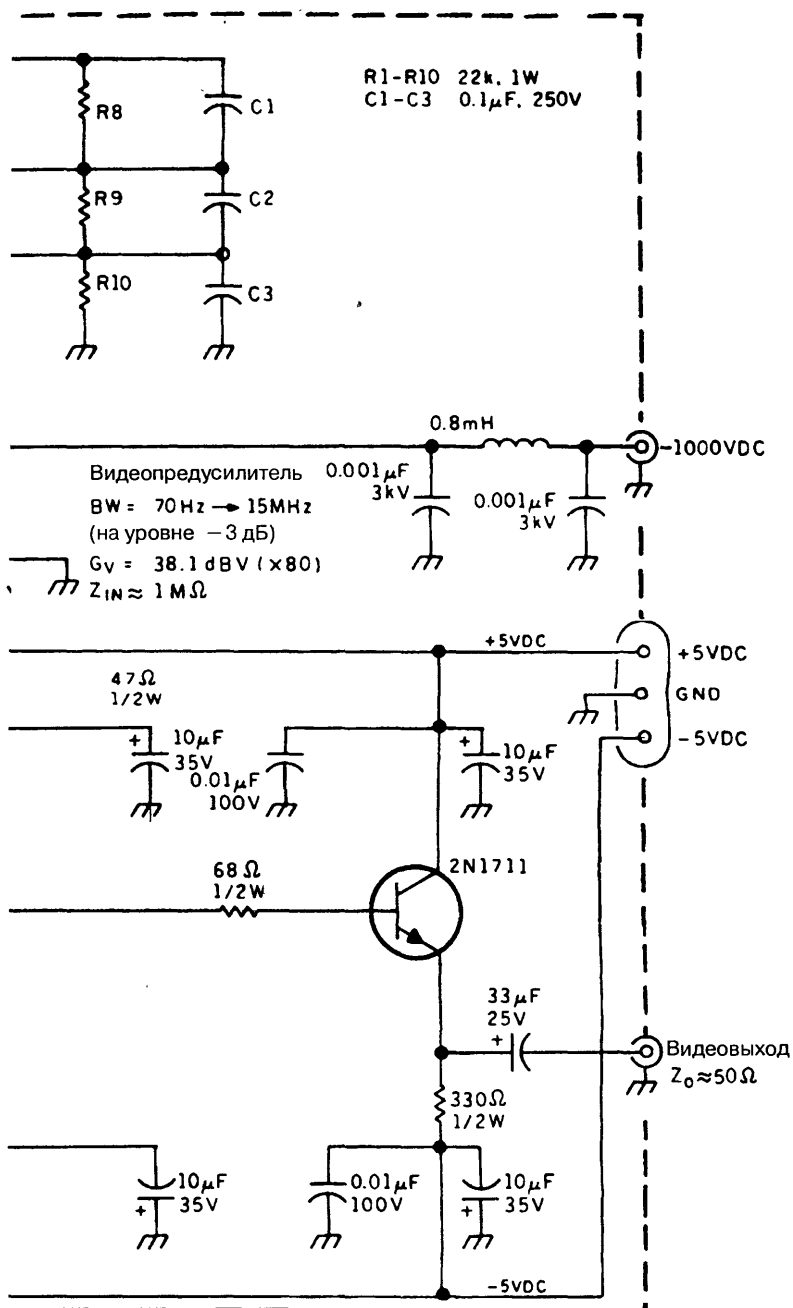 R1-R10 22k, 1W
C1-C3 0.1μF, 250V
R8
C1
R9
C2
R10
C3
0.8mH
-1000VDC
Видеопредусилитель
BW = 70Hz → 15MHz
(на уровне −3 дБ)
GV = 38.1 dBV (×80)
ZIN ≈ 1MΩ
0.001μF
3kV
0.001μF
3kV
+5VDC
+5VDC
GND
-5VDC
47Ω
1/2W
+
10μF
35V
0.01μF
100V
+
10μF
35V
68Ω
1/2W
2N1711
33μF
25V
+
Видеовыход
Zo≈50Ω
330Ω
1/2W
10μF
+ 35V
0.01μF
100V
10μF
+ 35V
-5VDC